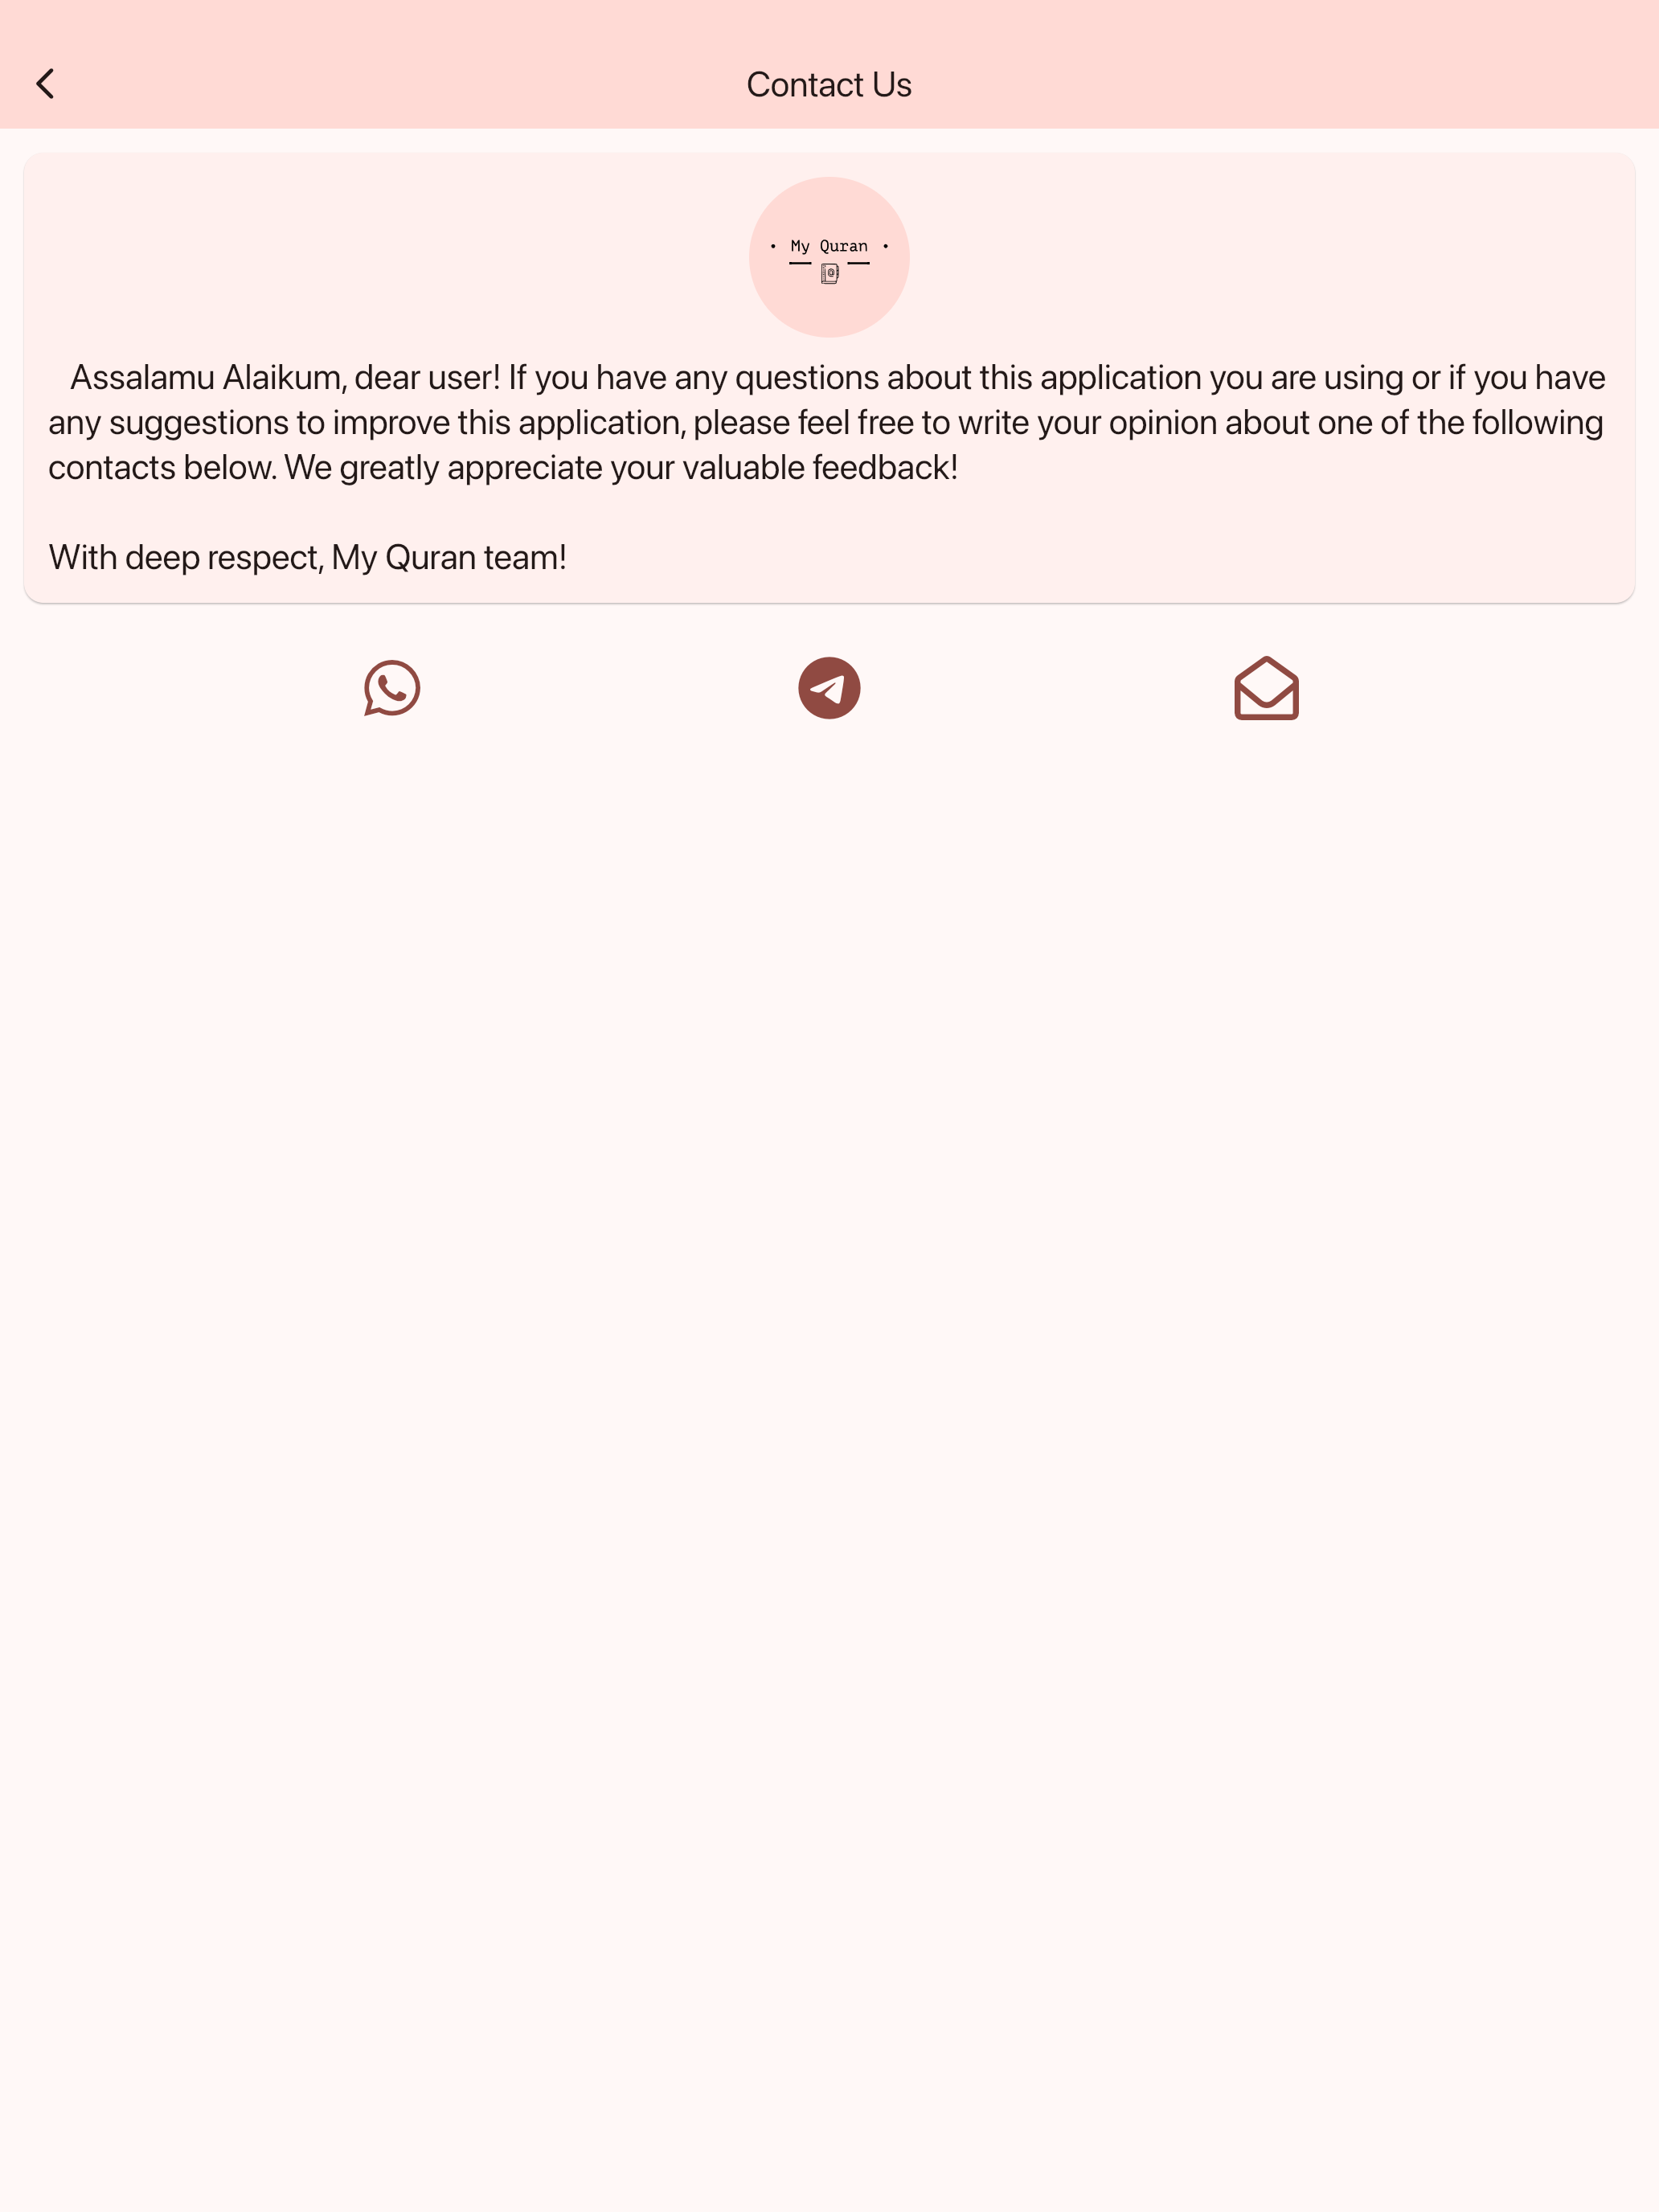 Contact Us
• My Quran •
Assalamu Alaikum, dear user! If you have any questions about this application you are using or if you have
any suggestions to improve this application, please feel free to write your opinion about one of the following
contacts below. We greatly appreciate your valuable feedback!
With deep respect, My Quran team!